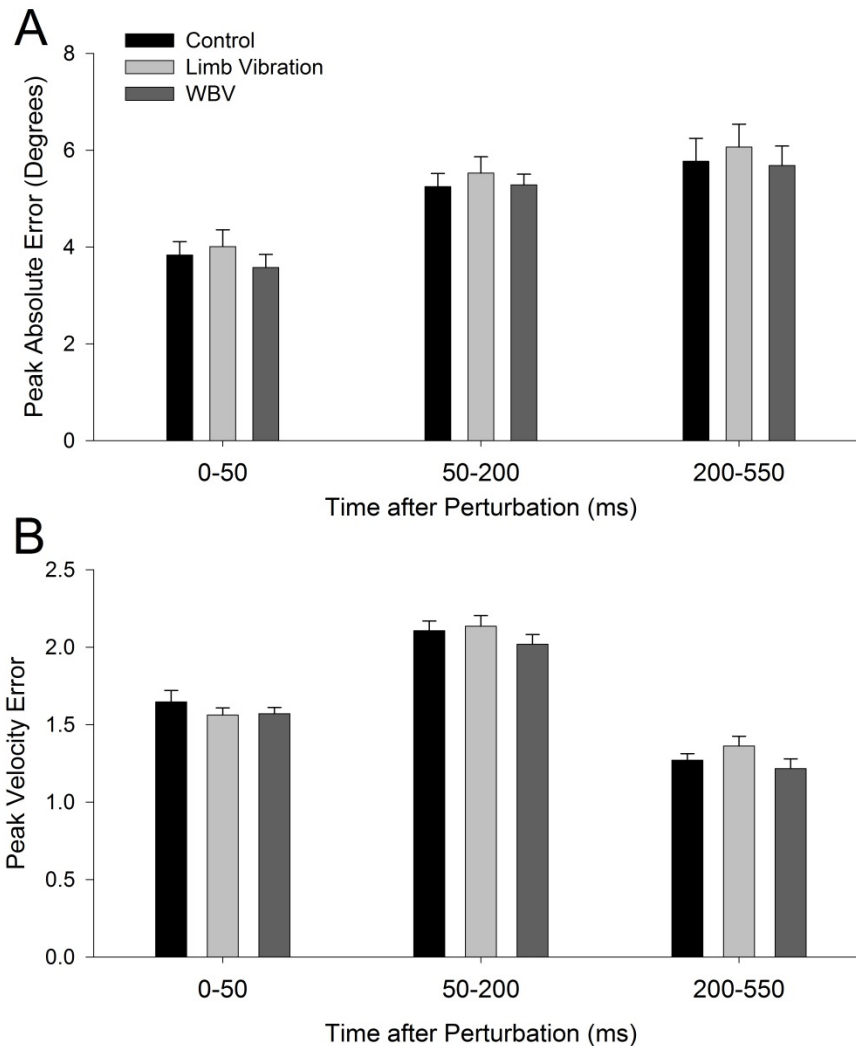 A
Control
Limb Vibration
WBV
Peak Absolute Error (Degrees)
8
6
4
2
0
0-50
50-200
200-550
Time after Perturbation (ms)
B
Peak Velocity Error
2.5
2.0
1.5
1.0
0.5
0.0
0-50
50-200
200-550
Time after Perturbation (ms)